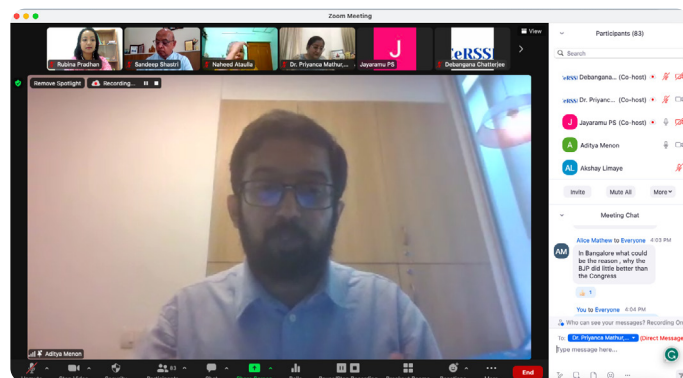 Zoom Meeting
View
Rubina Pradhan
Sandeep Shastri
Naheed Ataulla
Dr. Priyanca Mathur,...
J
Jayaramu PS
eRSS
Debangana Chatterjee
Remove Spotlight
Recording...
Aditya Menon
83
End
Participants (83)
Search
Debangana... (Co-host)
Dr. Priyanc... (Co-host)
J
Jayaramu PS (Co-host)
A
Aditya Menon
AL
Akshay Limaye
Invite
Mute All
More
Meeting Chat
Alice Mathew to Everyone 4:03 PM
AM
In Bangalore what could
be the reason , why the
BJP did little better than
the Congress
1
You to Everyone 4:04 PM
Who can see your messages? Recording On
To: Dr. Priyanca Mathur,... (Direct Message
Type message here...